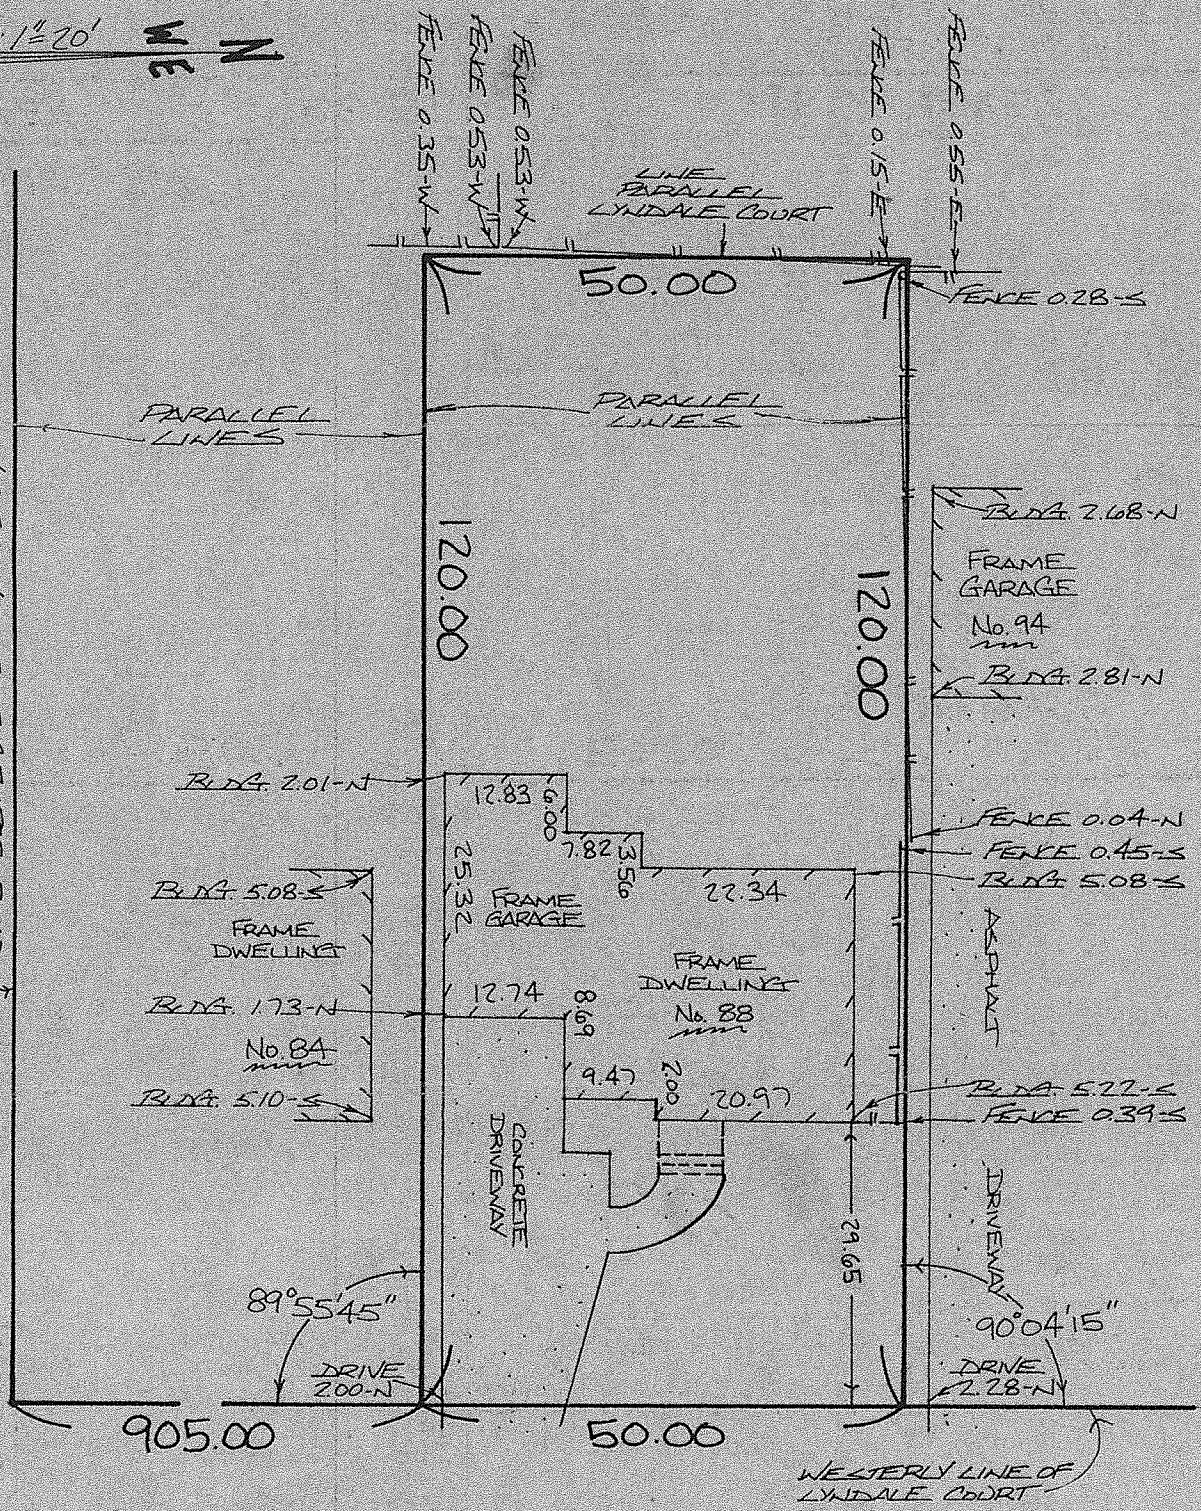 1"=20'
N
W E
FENCE 0.35-W
FENCE 0.53-W
FENCE 0.53-W
FENCE 0.15-E
FENCE 0.55-E
LINE
PARALLEL
LYNDALE COURT
50.00
FENCE 0.28-S
PARALLEL
LINES
PARALLEL
LINES
120.00
120.00
BLDG. 2.68-N
FRAME
GARAGE
No. 94
BLDG. 2.81-N
BLDG. 2.01-N
12.83
6.00
7.82
3.56
22.34
FENCE 0.04-N
FENCE 0.45-S
BLDG. 5.08-S
BLDG. 5.08-S
FRAME
DWELLING
25.32
FRAME
GARAGE
FRAME
DWELLING
No. 88
ASPHALT
DRIVEWAY
BLDG. 1.73-N
12.74
8.69
No. 84
BLDG. 5.10-S
9.47
2.00
20.97
BLDG. 5.22-S
FENCE 0.39-S
CONCRETE
DRIVEWAY
29.65
89°55'45"
90°04'15"
DRIVE
2.00-N
DRIVE
2.28-N
905.00
50.00
WESTERLY LINE OF
LYNDALE COURT